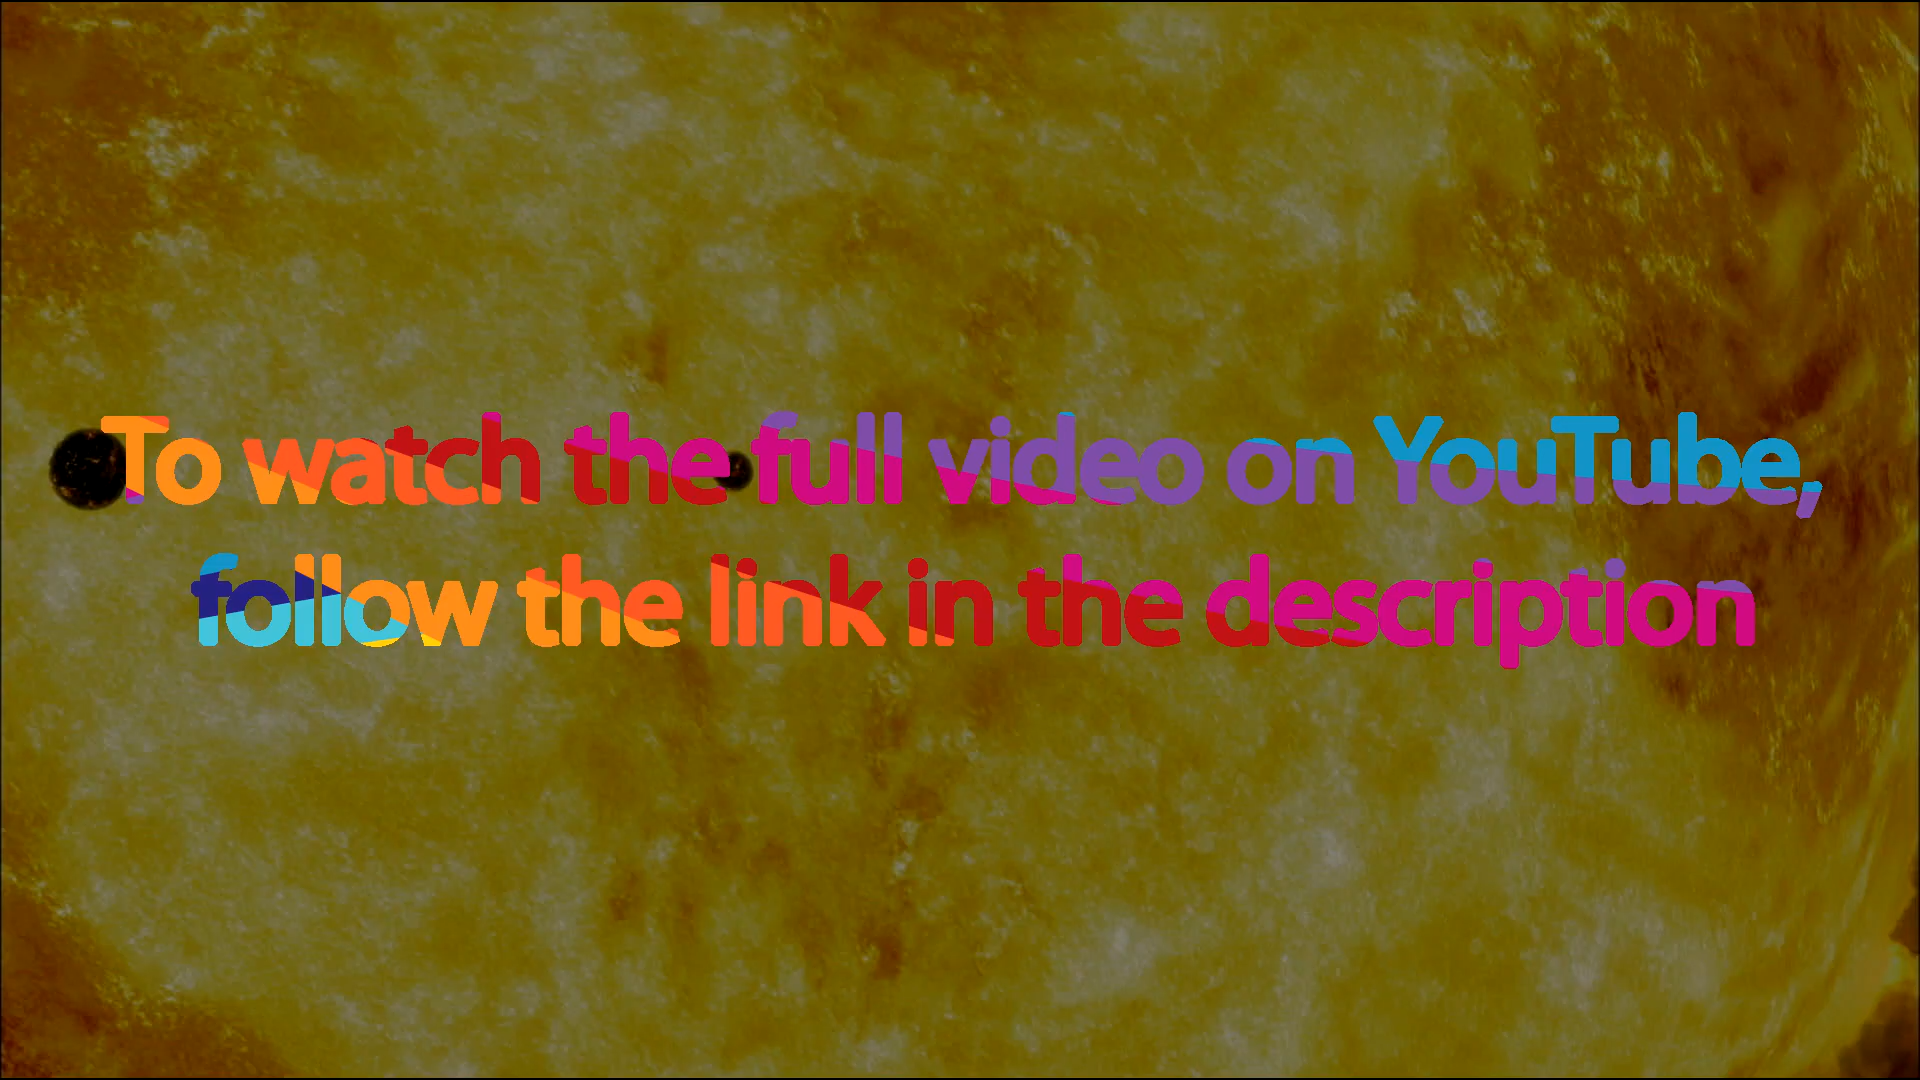 To watch the full video on YouTube,
follow the link in the description